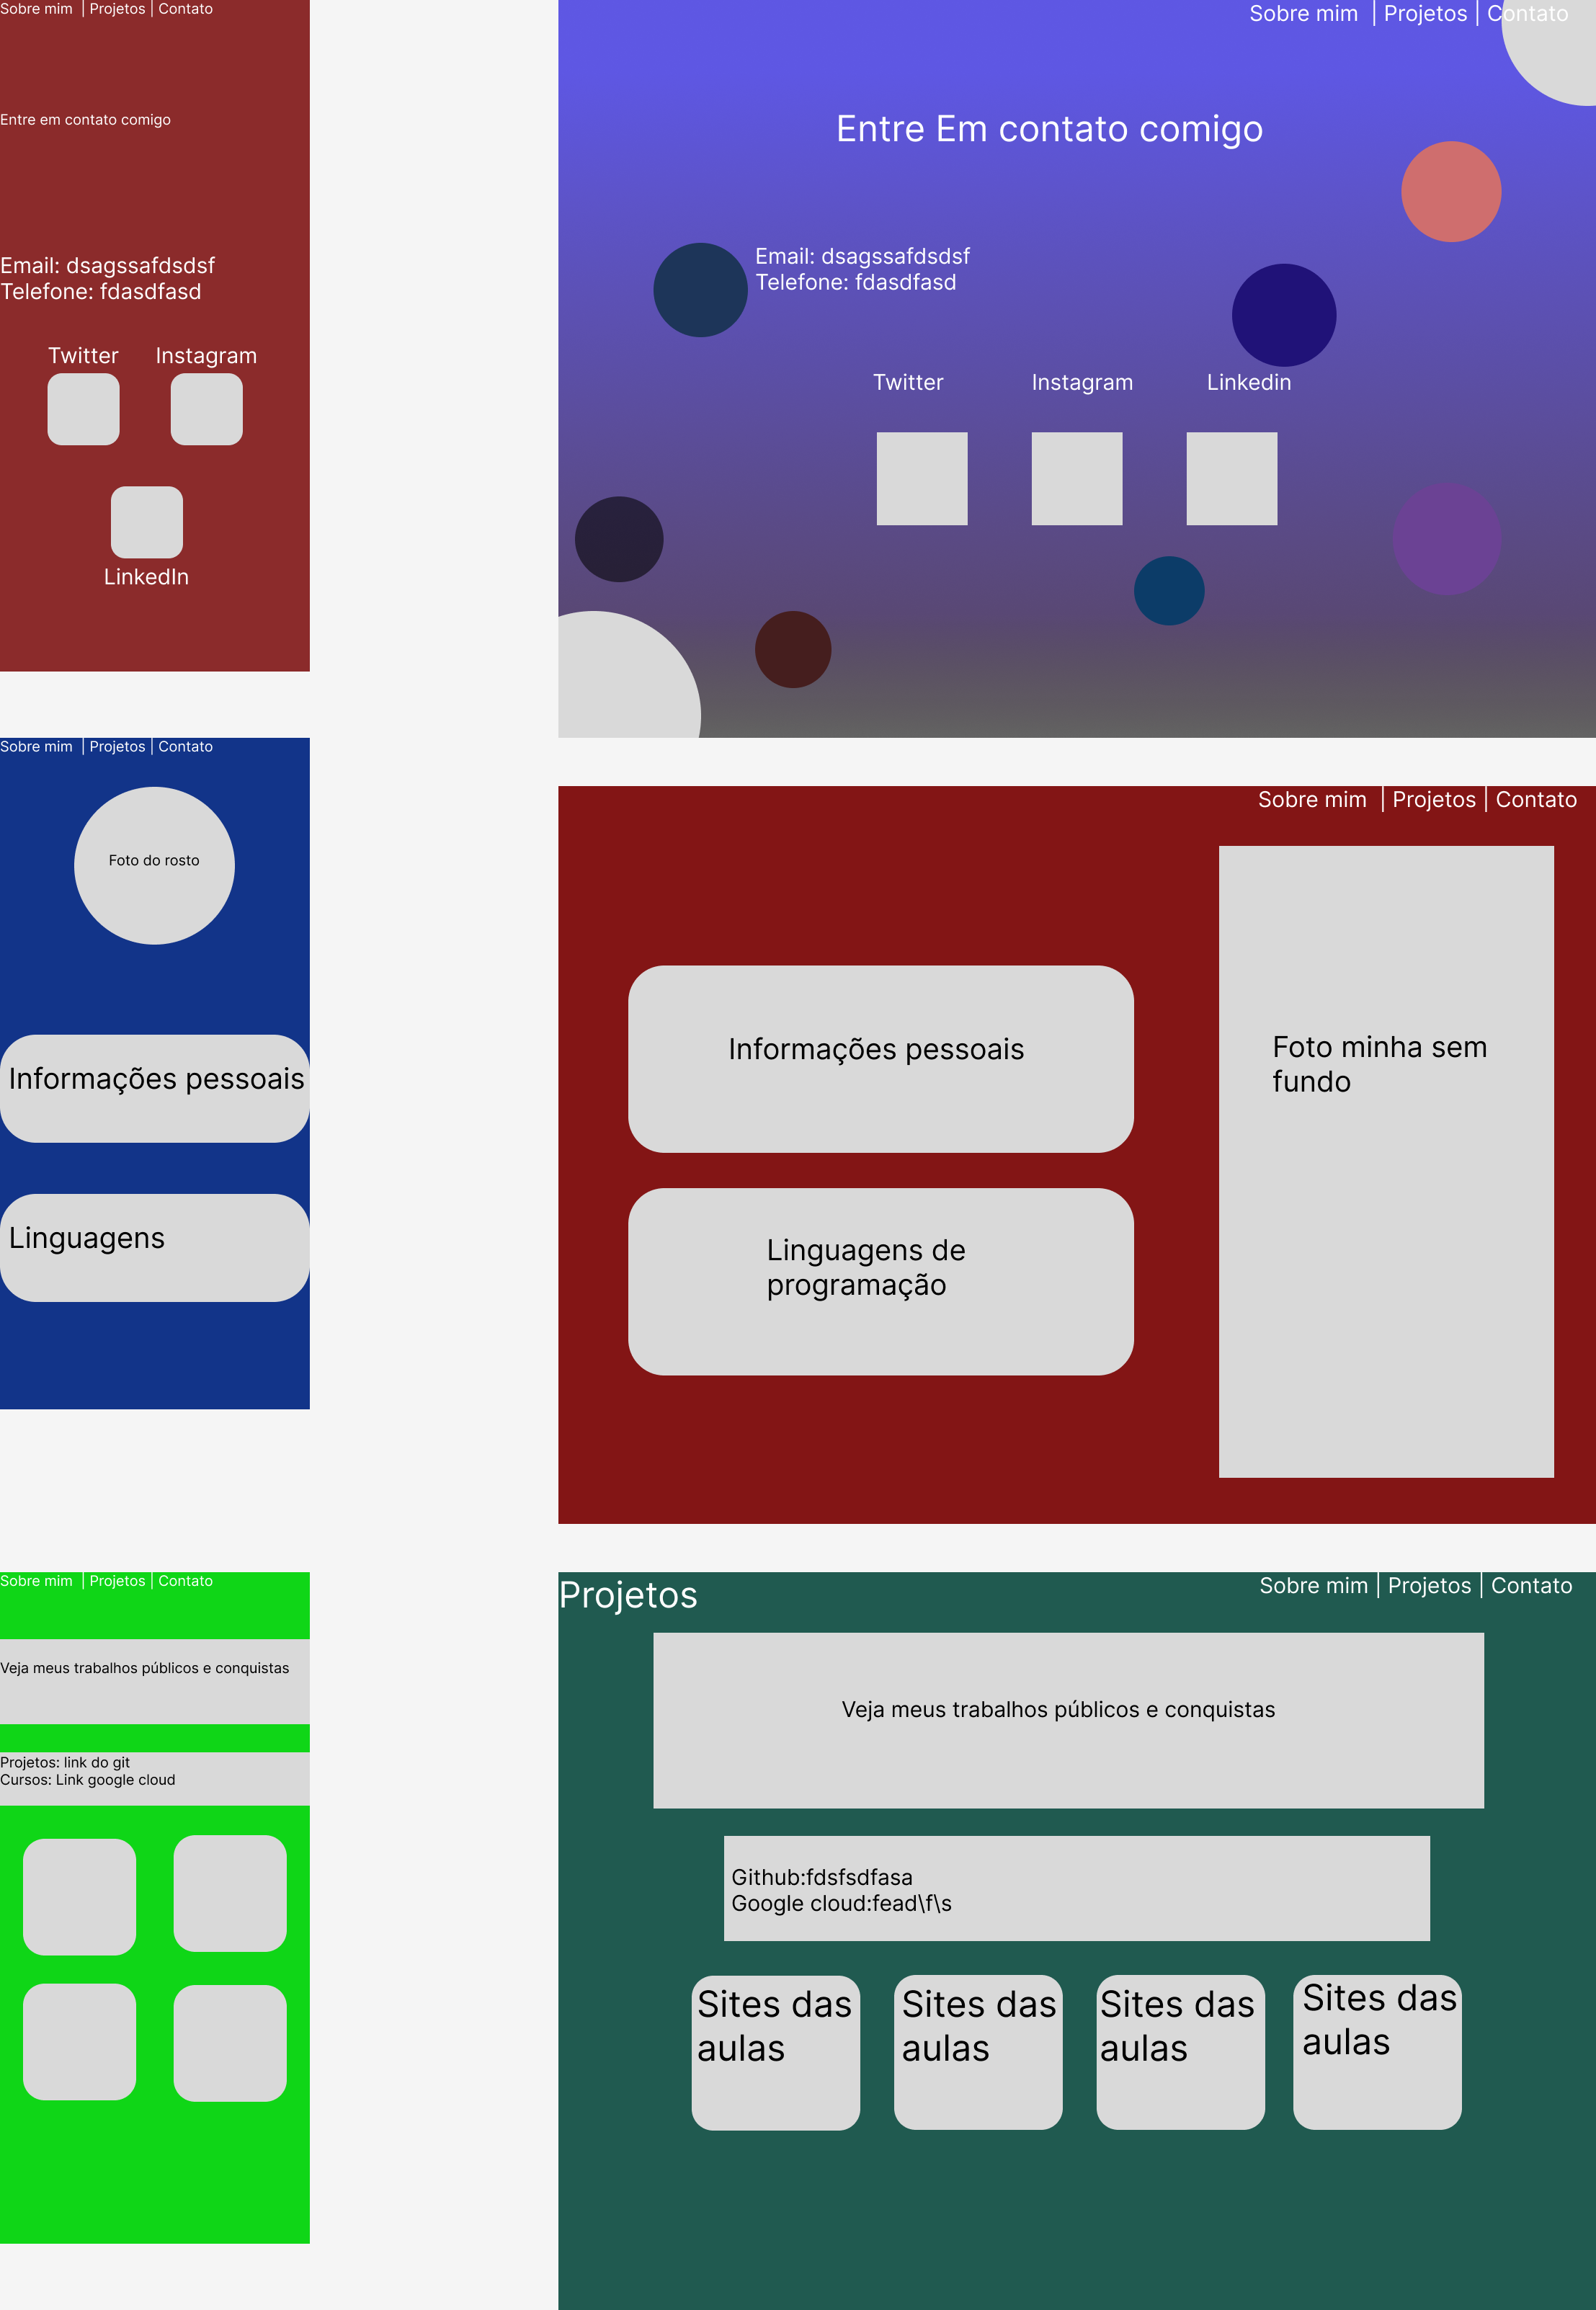 Sobre mim | Projetos | Contato
Entre em contato comigo
Email: dsagssafdsdsf
Telefone: fdasdfasd
Twitter Instagram
LinkedIn
Sobre mim | Projetos | Contato
Entre Em contato comigo
Email: dsagssafdsdsf
Telefone: fdasdfasd
Twitter Instagram Linkedin
Sobre mim | Projetos | Contato
Foto do rosto
Informações pessoais
Linguagens
Sobre mim | Projetos | Contato
Informações pessoais
Linguagens de
programação
Foto minha sem
fundo
Sobre mim | Projetos | Contato
Veja meus trabalhos públicos e conquistas
Projetos: link do git
Cursos: Link google cloud
Projetos
Sobre mim | Projetos | Contato
Veja meus trabalhos públicos e conquistas
Github:fdsfsdfasa
Google cloud:fead\f\s
Sites das
aulas
Sites das
aulas
Sites das
aulas
Sites das
aulas